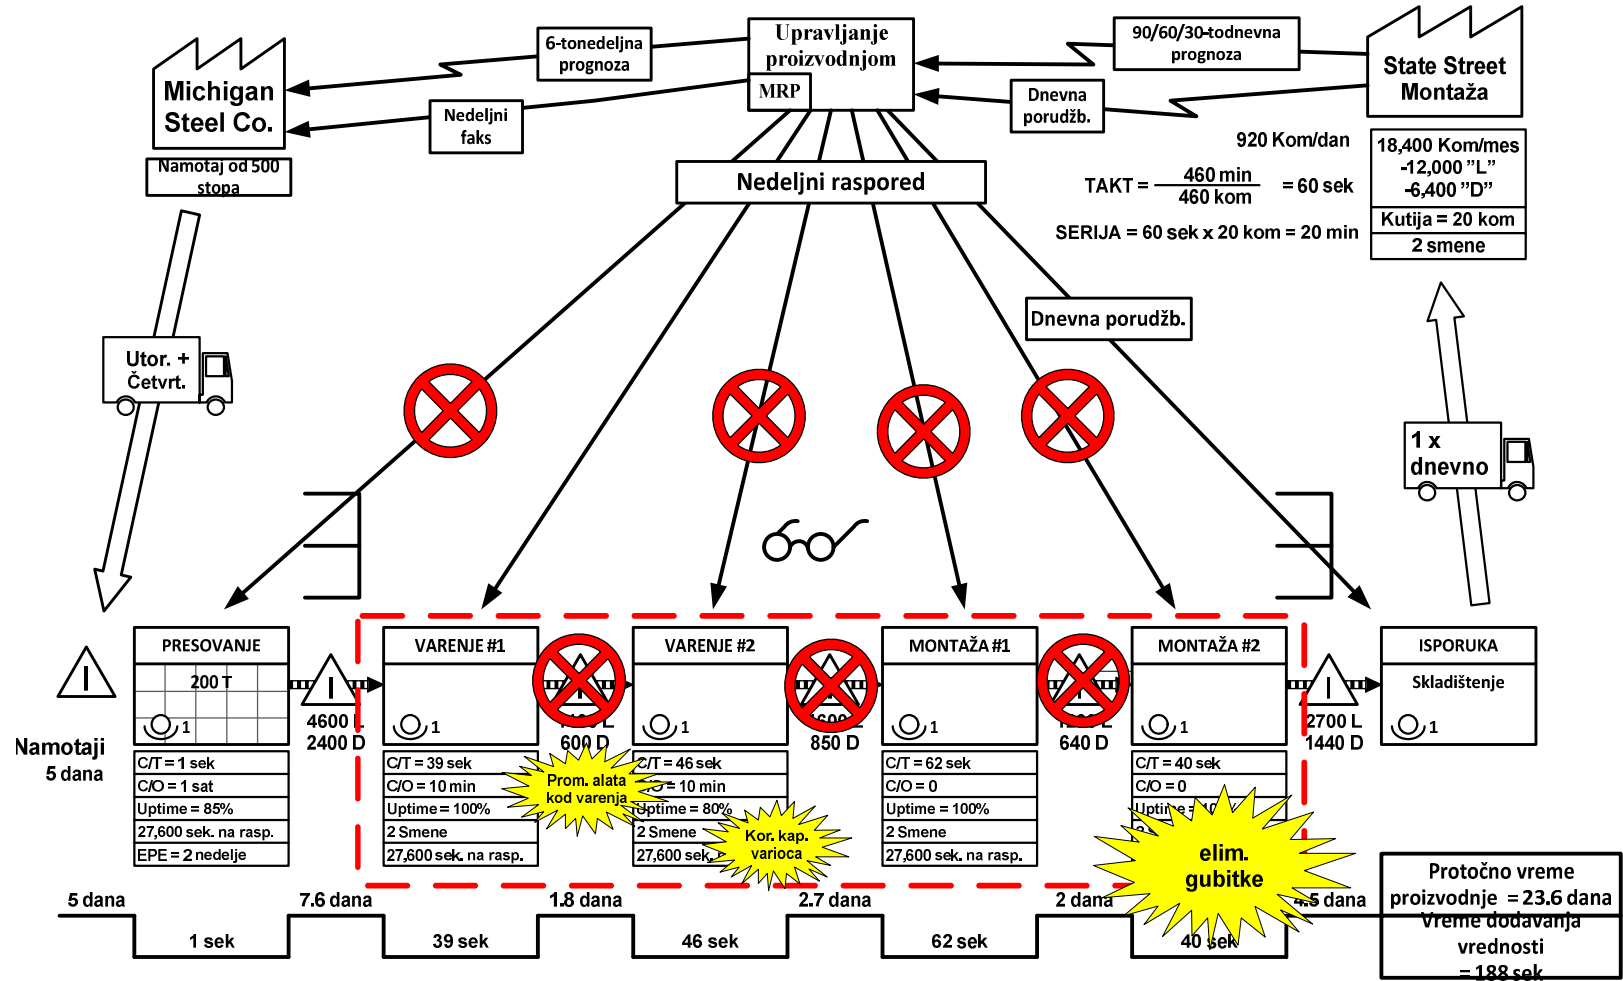 Michigan
Steel Co.
Namotaj od 500
stopa
6-tonedeljna
prognoza
Nedeljni
faks
Upravljanje
proizvodnjom
MRP
90/60/30-todnevna
prognoza
Dnevna
porudžb.
State Street
Montaža
920 Kom/dan
TAKT = 460 min = 60 sek
460 kom
SERIJA = 60 sek x 20 kom = 20 min
18,400 Kom/mes
-12,000 ”L”
-6,400 ”D”
Kutija = 20 kom
2 smene
Nedeljni raspored
Dnevna porudžb.
Utor. +
Četvrt.
1 x
dnevno
I
Namotaji
5 dana
PRESOVANJE
200 T
1
C/T = 1 sek
C/O = 1 sat
Uptime = 85%
27,600 sek. na rasp.
EPE = 2 nedelje
I
4600 L
2400 D
VARENJE #1
1
C/T = 39 sek
C/O = 10 min
Uptime = 100%
2 Smene
27,600 sek. na rasp.
600 D
Prom. alata
kod varenja
VARENJE #2
1
C/T = 46 sek
C/O = 10 min
Uptime = 80%
2 Smene
27,600 sek.
Kor. kap.
varioca
850 D
MONTAŽA #1
1
C/T = 62 sek
C/O = 0
Uptime = 100%
2 Smene
27,600 sek. na rasp.
640 D
MONTAŽA #2
1
C/T = 40 sek
C/O = 0
Uptime =
elim.
gubitke
I
2700 L
1440 D
ISPORUKA
Skladištenje
1
5 dana
7.6 dana
1.8 dana
2.7 dana
2 dana
4.5 dana
1 sek
39 sek
46 sek
62 sek
40 sek
Protočno vreme
proizvodnje = 23.6 dana
Vreme dodavanja
vrednosti
= 188 sek